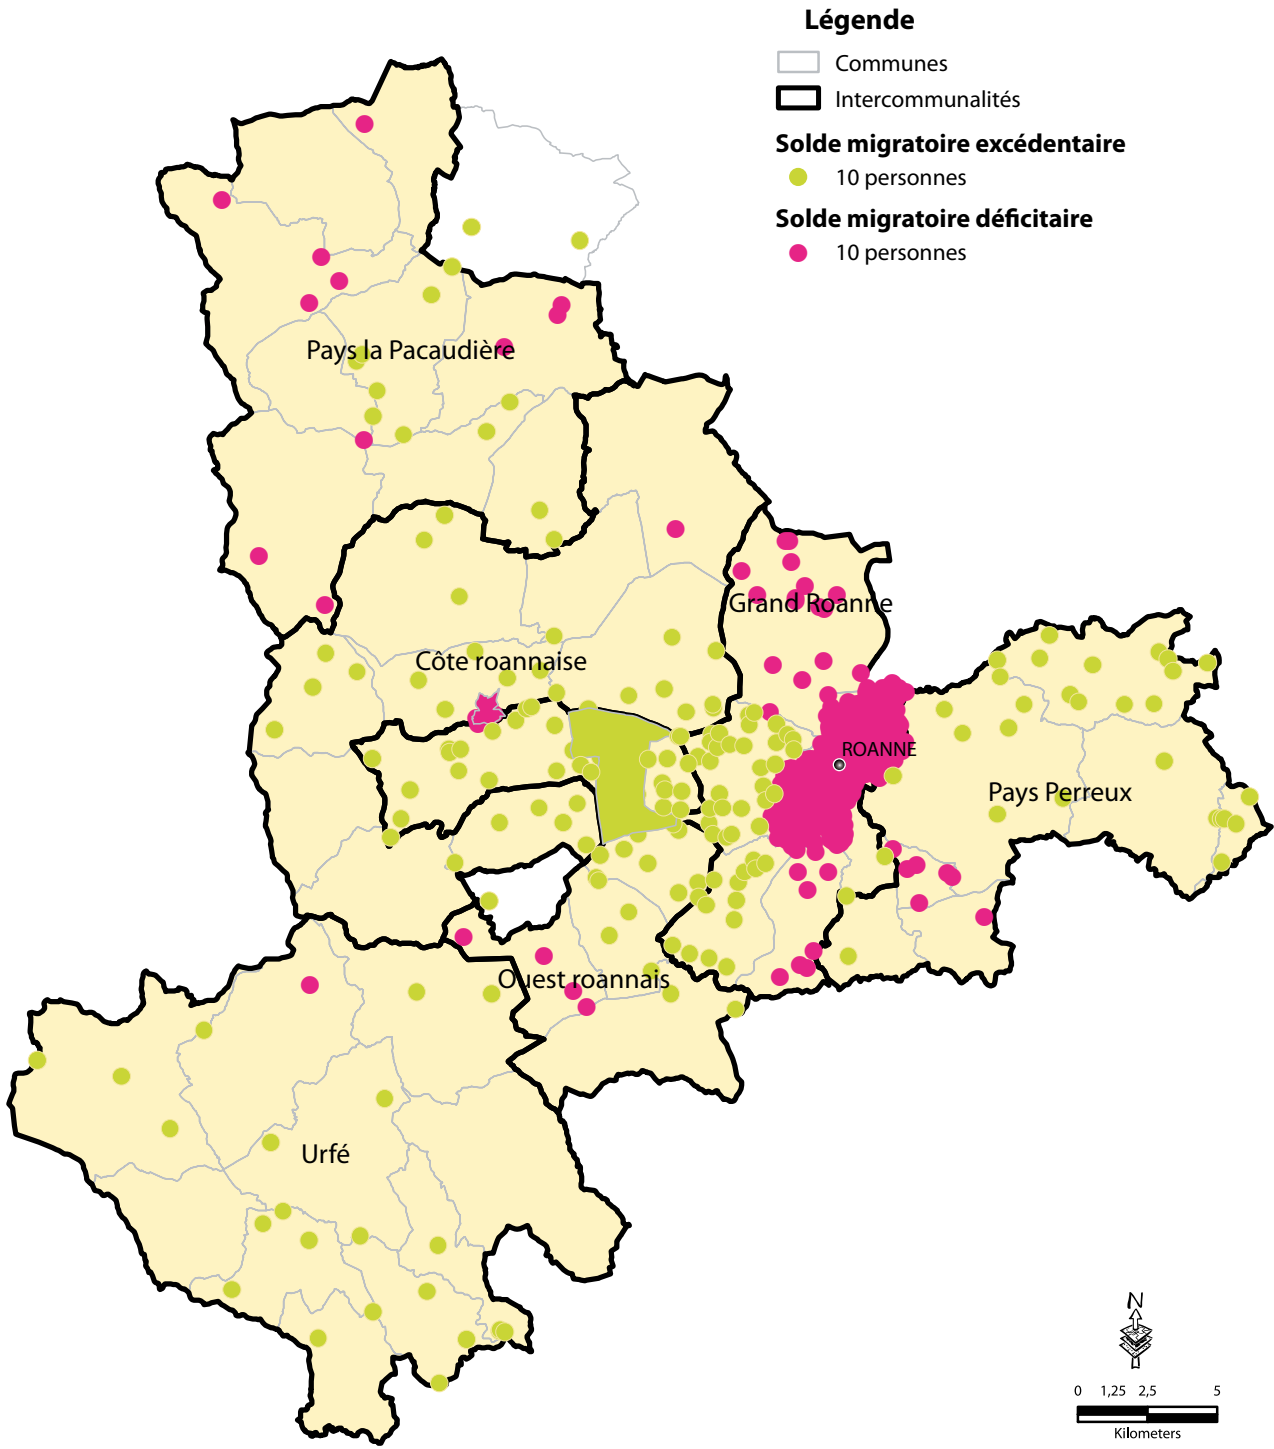 Légende
Communes
Intercommunalités
Solde migratoire excédentaire
10 personnes
Solde migratoire déficitaire
10 personnes
Pays la Pacaudière
Grand Roanne
Côte roannaise
ROANNE
Pays Perreux
Ouest roannais
Urfé
N
0 1,25 2,5 5
Kilometers